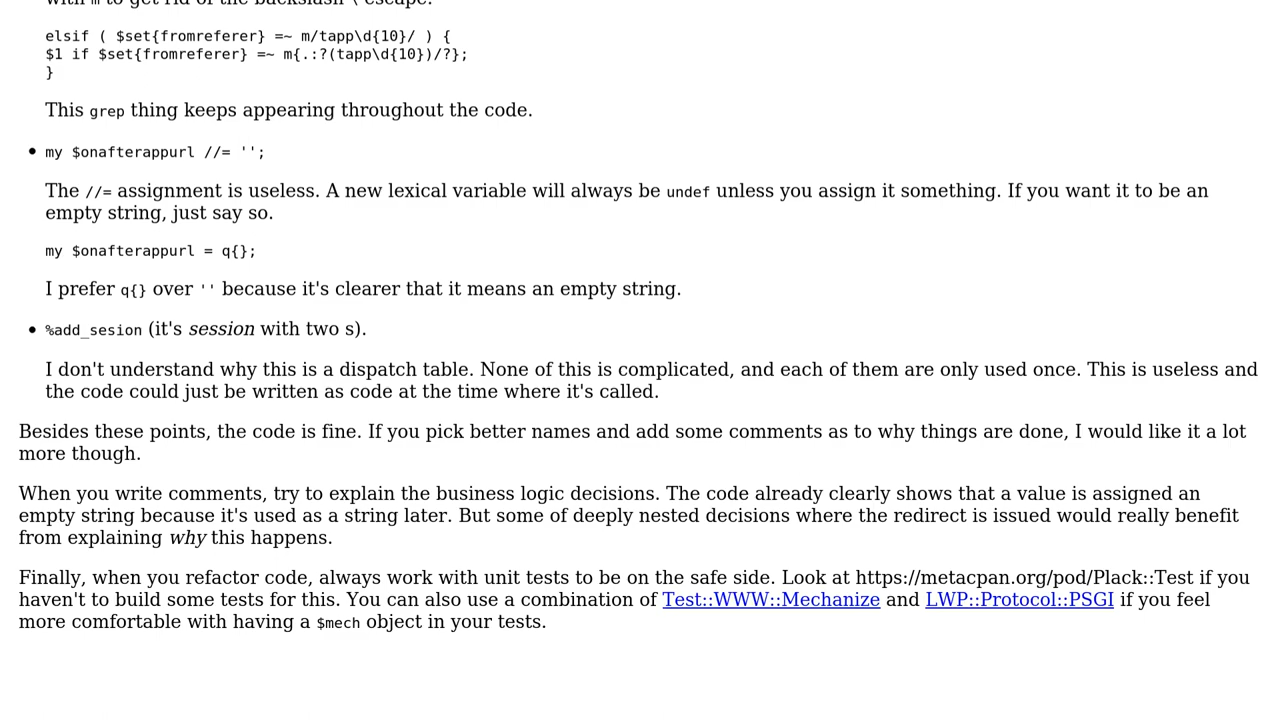 with m to get rid of the backslash \ escape.
elsif ( $set{fromreferer} =~ m/tapp\d{10}/ ) {
$1 if $set{fromreferer} =~ m{.:?(tapp\d{10})/?};
}
This grep thing keeps appearing throughout the code.
• my $onafterappurl //= '';
The //= assignment is useless. A new lexical variable will always be undef unless you assign it something. If you want it to be an
empty string, just say so.
my $onafterappurl = q{};
I prefer q{} over '' because it's clearer that it means an empty string.
• %add_sesion (it's session with two s).
I don't understand why this is a dispatch table. None of this is complicated, and each of them are only used once. This is useless and
the code could just be written as code at the time where it's called.
Besides these points, the code is fine. If you pick better names and add some comments as to why things are done, I would like it a lot
more though.
When you write comments, try to explain the business logic decisions. The code already clearly shows that a value is assigned an
empty string because it's used as a string later. But some of deeply nested decisions where the redirect is issued would really benefit
from explaining why this happens.
Finally, when you refactor code, always work with unit tests to be on the safe side. Look at https://metacpan.org/pod/Plack::Test if you
haven't to build some tests for this. You can also use a combination of Test::WWW::Mechanize and LWP::Protocol::PSGI if you feel
more comfortable with having a $mech object in your tests.